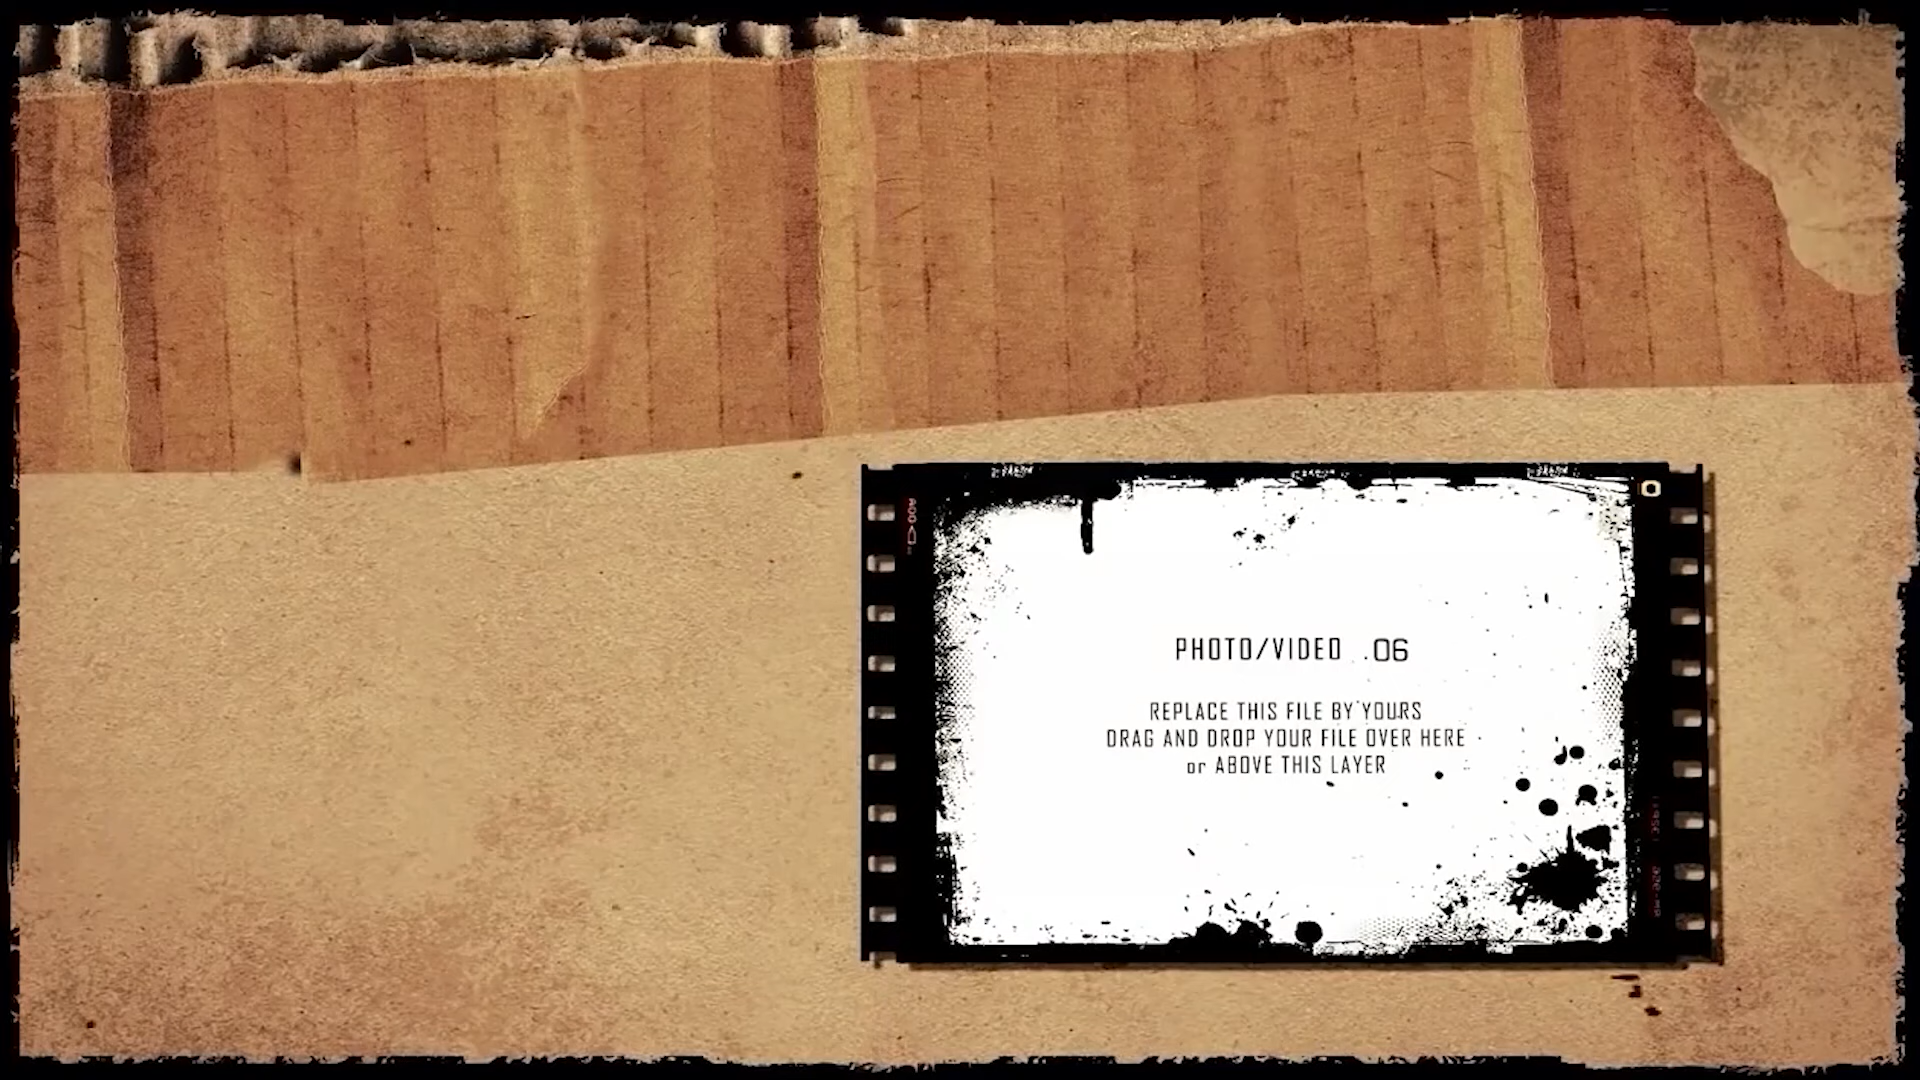 PHOTO/VIDEO .06
REPLACE THIS FILE BY YOURS
DRAG AND DROP YOUR FILE OVER HERE
or ABOVE THIS LAYER